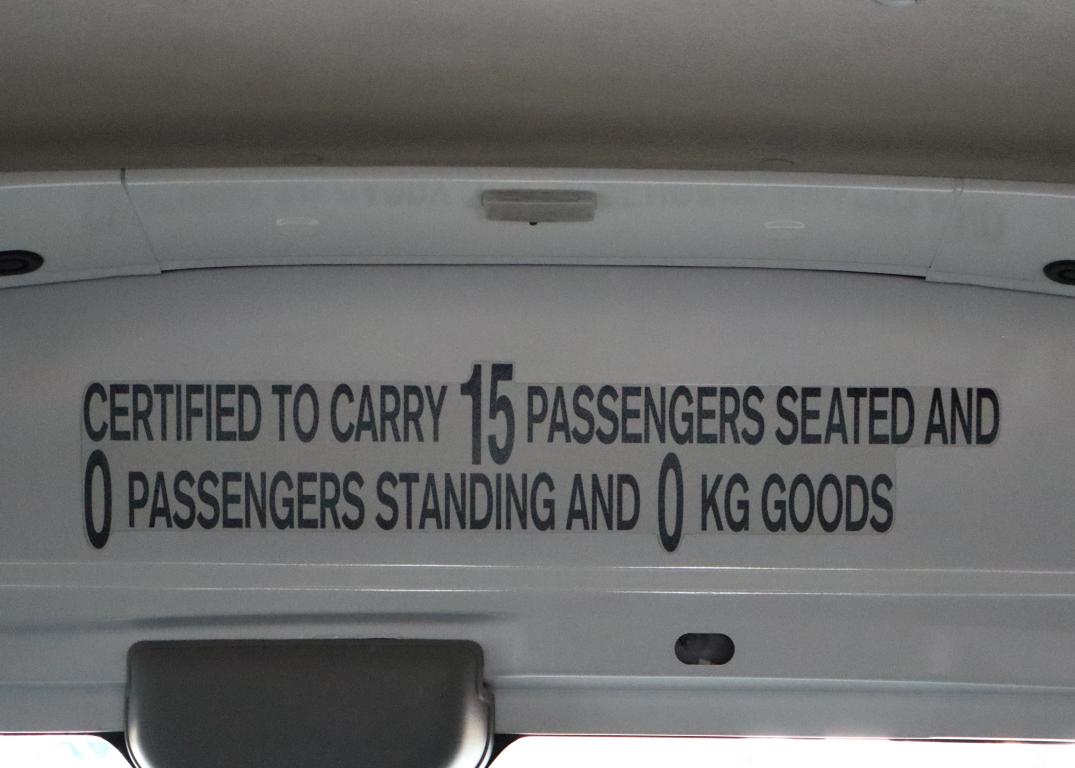 CERTIFIED TO CARRY 15 PASSENGERS SEATED AND
0 PASSENGERS STANDING AND 0 KG GOODS